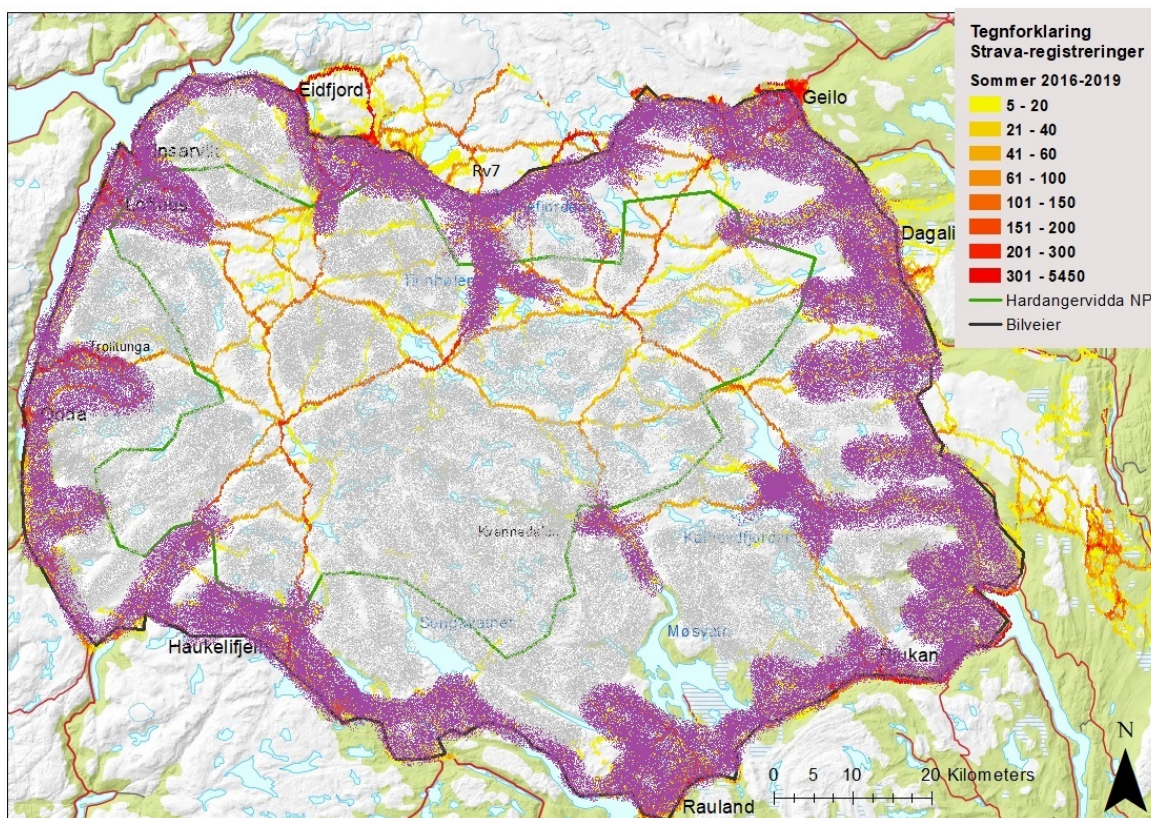 Tegnforklaring
Strava-registreringer
Sommer 2016-2019
5 - 20
21 - 40
41 - 60
61 - 100
101 - 150
151 - 200
201 - 300
301 - 5450
Hardangervidda NP
Bilveier
Eidfjord
Geilo
Rv7
Dagali
Trolltunga
Odda
Haukelifjell
Møsvatn
Rjukan
Rauland
0 5 10 20 Kilometers
N